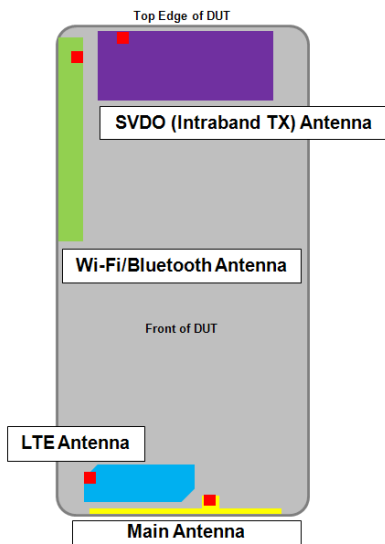 Top Edge of DUT
SVDO (Intraband TX) Antenna
Wi-Fi/Bluetooth Antenna
Front of DUT
LTE Antenna
Main Antenna